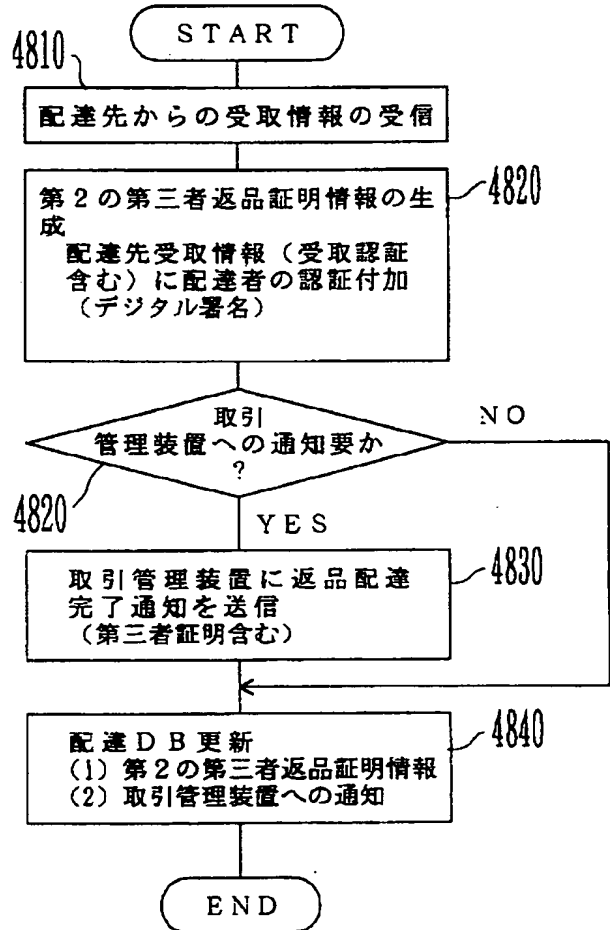 START
4810
配達先からの受取情報の受信
4820
第２の第三者返品証明情報の生
成
配達先受取情報（受取認証
含む）に配達者の認証付加
（デジタル署名）
取引
管理装置への通知要か
？
NO
4820
YES
4830
取引管理装置に返品配達
完了通知を送信
（第三者証明含む）
4840
配達ＤＢ更新
(1) 第２の第三者返品証明情報
(2) 取引管理装置への通知
END